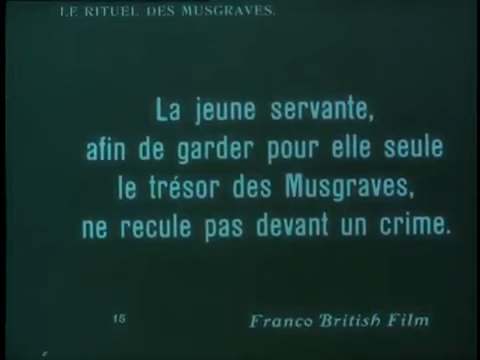 LE RITUEL DES MUSGRAVES.
La jeune servante,
afin de garder pour elle seule
le trésor des Musgraves,
ne recule pas devant un crime.
15
Franco British Film